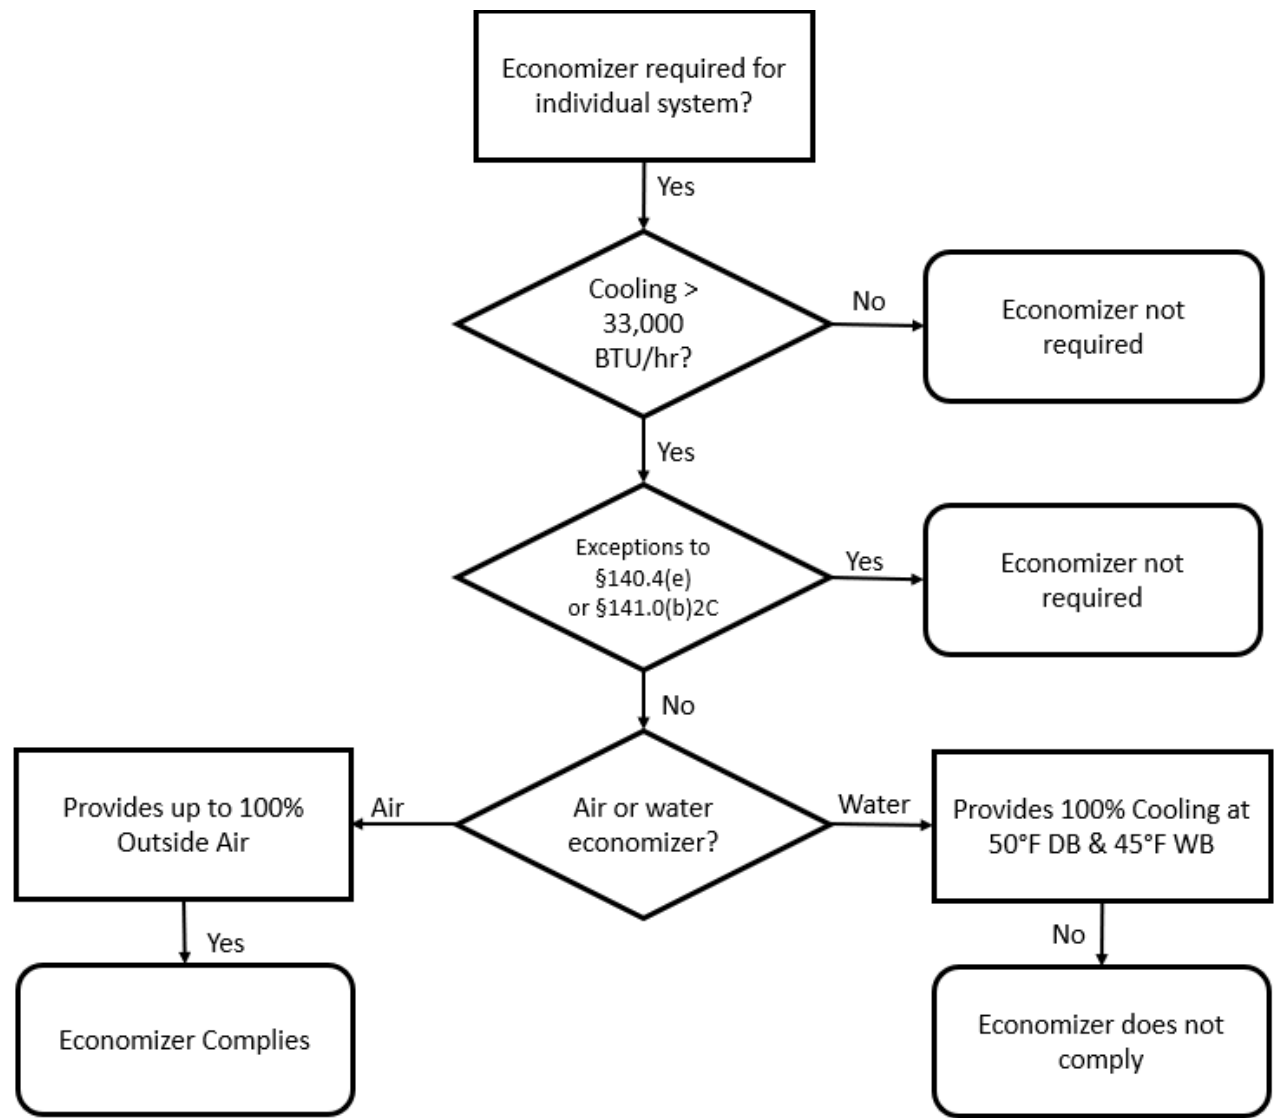 Economizer required for
individual system?
Yes
Cooling >
33,000
BTU/hr?
No
Economizer not
required
Yes
Exceptions to
§140.4(e)
or §141.0(b)2C
Yes
Economizer not
required
No
Provides up to 100%
Outside Air
Air
Air or water
economizer?
Water
Provides 100% Cooling at
50°F DB & 45°F WB
Yes
No
Economizer Complies
Economizer does not
comply